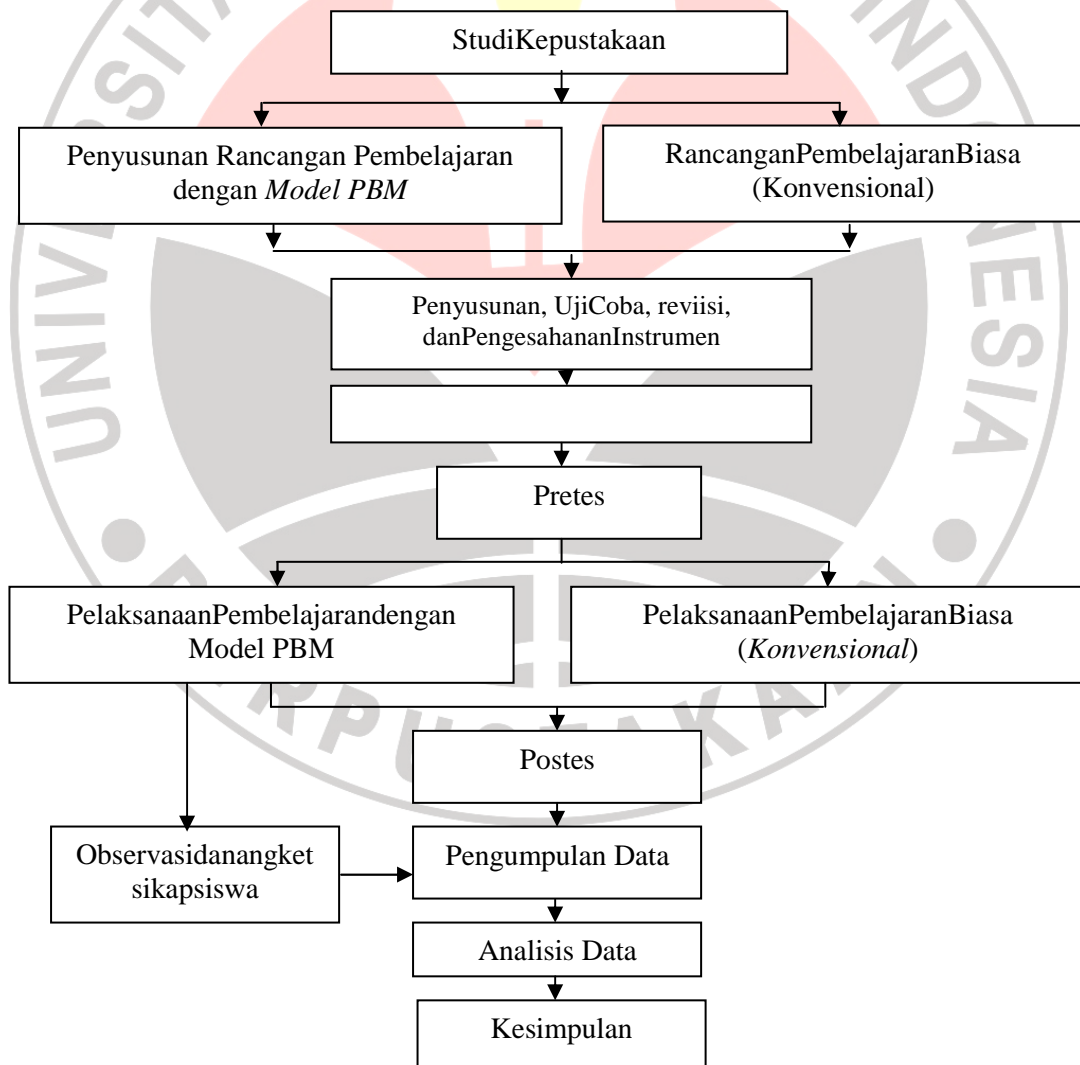 StudiKepustakaan
Penyusunan Rancangan Pembelajaran
dengan Model PBM
RancanganPembelajaranBiasa
(Konvensional)
Penyusunan, UjiCoba, reviisi,
danPengesahananInstrumen
Pretes
PelaksanaanPembelajarandengan
Model PBM
PelaksanaanPembelajaranBiasa
(Konvensional)
Postes
Observasidanangket
sikapsiswa
Pengumpulan Data
Analisis Data
Kesimpulan